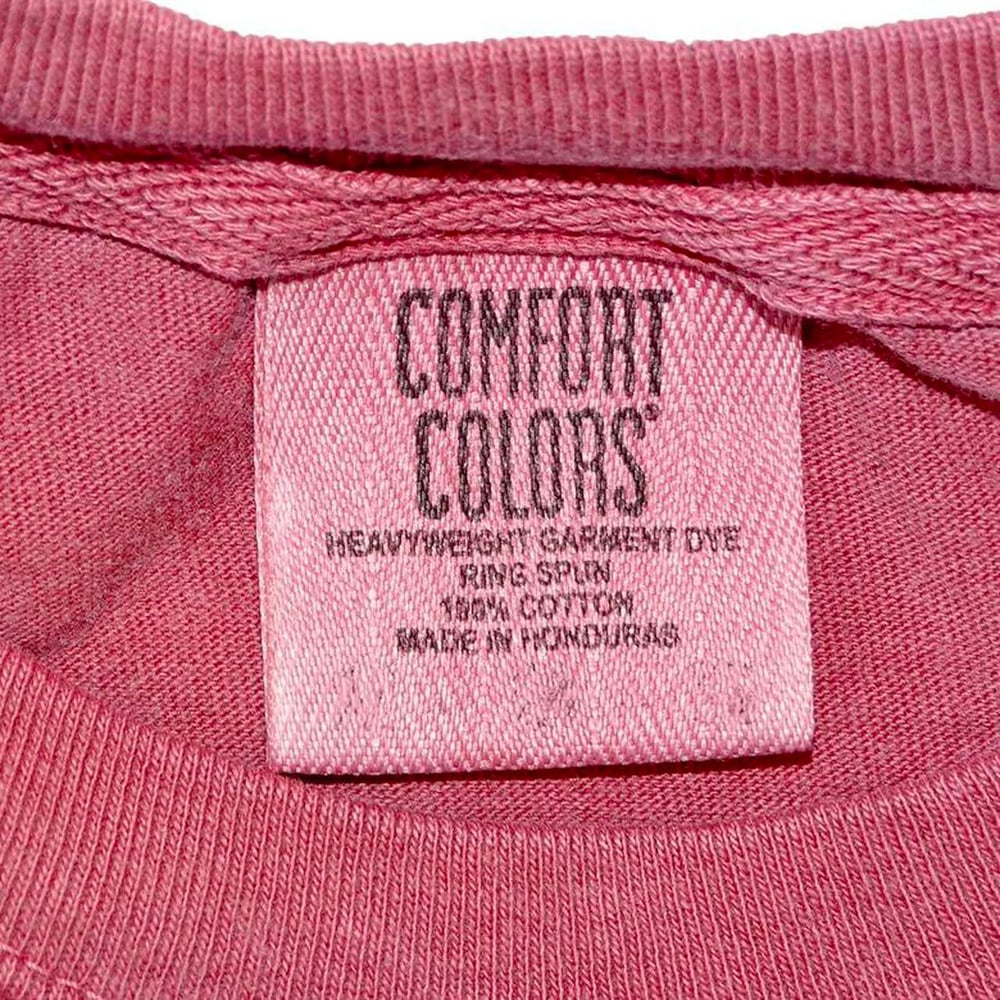 COMFORT
COLORS®
HEAVYWEIGHT GARMENT DYE
RING SPUN
100% COTTON
MADE IN HONDURAS